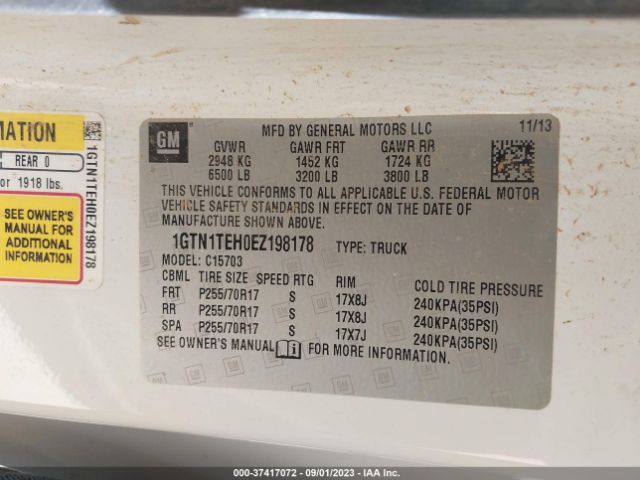 MATION
REAR 0
or 1918 lbs.
SEE OWNER'S
MANUAL FOR
ADDITIONAL
INFORMATION
1GTN1TEH0EZ198178
GM
MFD BY GENERAL MOTORS LLC 11/13
GVWR GAWR FRT GAWR RR
2948 KG 1452 KG 1724 KG
6500 LB 3200 LB 3800 LB
THIS VEHICLE CONFORMS TO ALL APPLICABLE U.S. FEDERAL MOTOR
VEHICLE SAFETY STANDARDS IN EFFECT ON THE DATE OF
MANUFACTURE SHOWN ABOVE.
1GTN1TEH0EZ198178 TYPE: TRUCK
MODEL: C15703
CBML TIRE SIZE SPEED RTG RIM COLD TIRE PRESSURE
FRT P255/70R17 S 17X8J 240KPA(35PSI)
RR P255/70R17 S 17X8J 240KPA(35PSI)
SPA P255/70R17 S 17X7J 240KPA(35PSI)
SEE OWNER'S MANUAL FOR MORE INFORMATION.
000-37417072 - 09/01/2023 - IAA Inc.